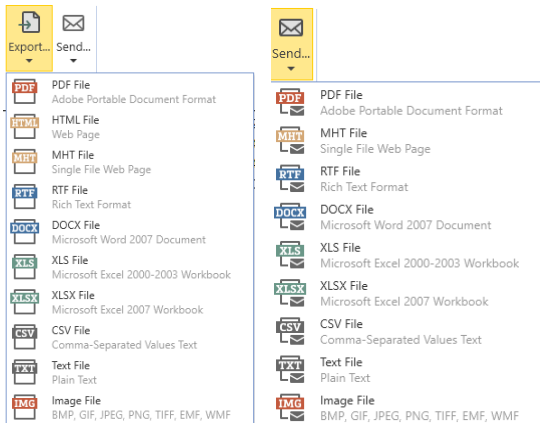 Export... Send...
PDF
PDF File
Adobe Portable Document Format
HTML
HTML File
Web Page
MHT
MHT File
Single File Web Page
RTF
RTF File
Rich Text Format
DOCX
DOCX File
Microsoft Word 2007 Document
XLS
XLS File
Microsoft Excel 2000-2003 Workbook
XLSX
XLSX File
Microsoft Excel 2007 Workbook
CSV
CSV File
Comma-Separated Values Text
TXT
Text File
Plain Text
IMG
Image File
BMP, GIF, JPEG, PNG, TIFF, EMF, WMF
Send...
PDF
PDF File
Adobe Portable Document Format
MHT
MHT File
Single File Web Page
RTF
RTF File
Rich Text Format
DOCX
DOCX File
Microsoft Word 2007 Document
XLS
XLS File
Microsoft Excel 2000-2003 Workbook
XLSX
XLSX File
Microsoft Excel 2007 Workbook
CSV
CSV File
Comma-Separated Values Text
TXT
Text File
Plain Text
IMG
Image File
BMP, GIF, JPEG, PNG, TIFF, EMF, WMF